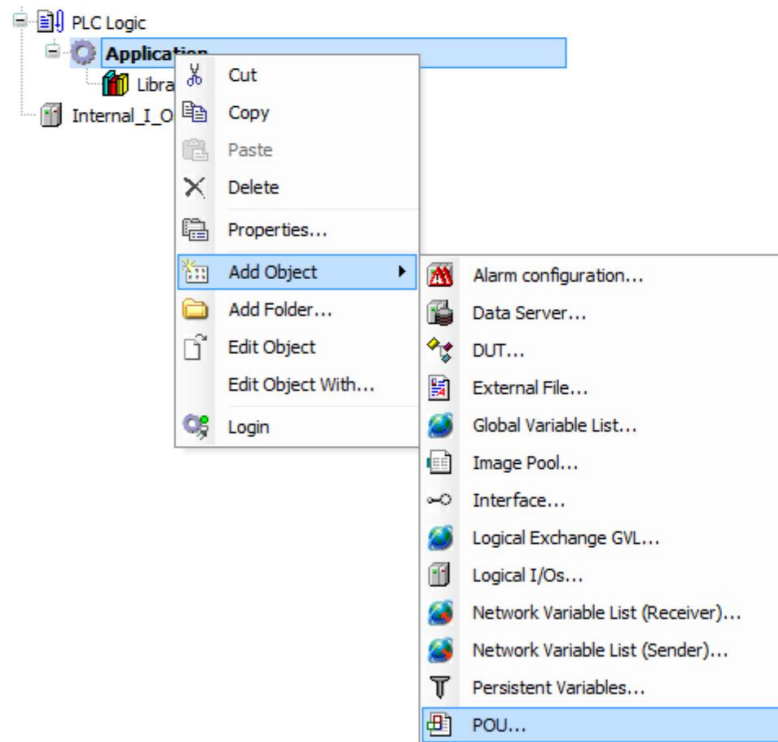 PLC Logic
Application
Libra
Internal_I_O
Cut
Copy
Paste
Delete
Properties...
Add Object
Add Folder...
Edit Object
Edit Object With...
Login
Alarm configuration...
Data Server...
DUT...
External File...
Global Variable List...
Image Pool...
Interface...
Logical Exchange GVL...
Logical I/Os...
Network Variable List (Receiver)...
Network Variable List (Sender)...
Persistent Variables...
POU...